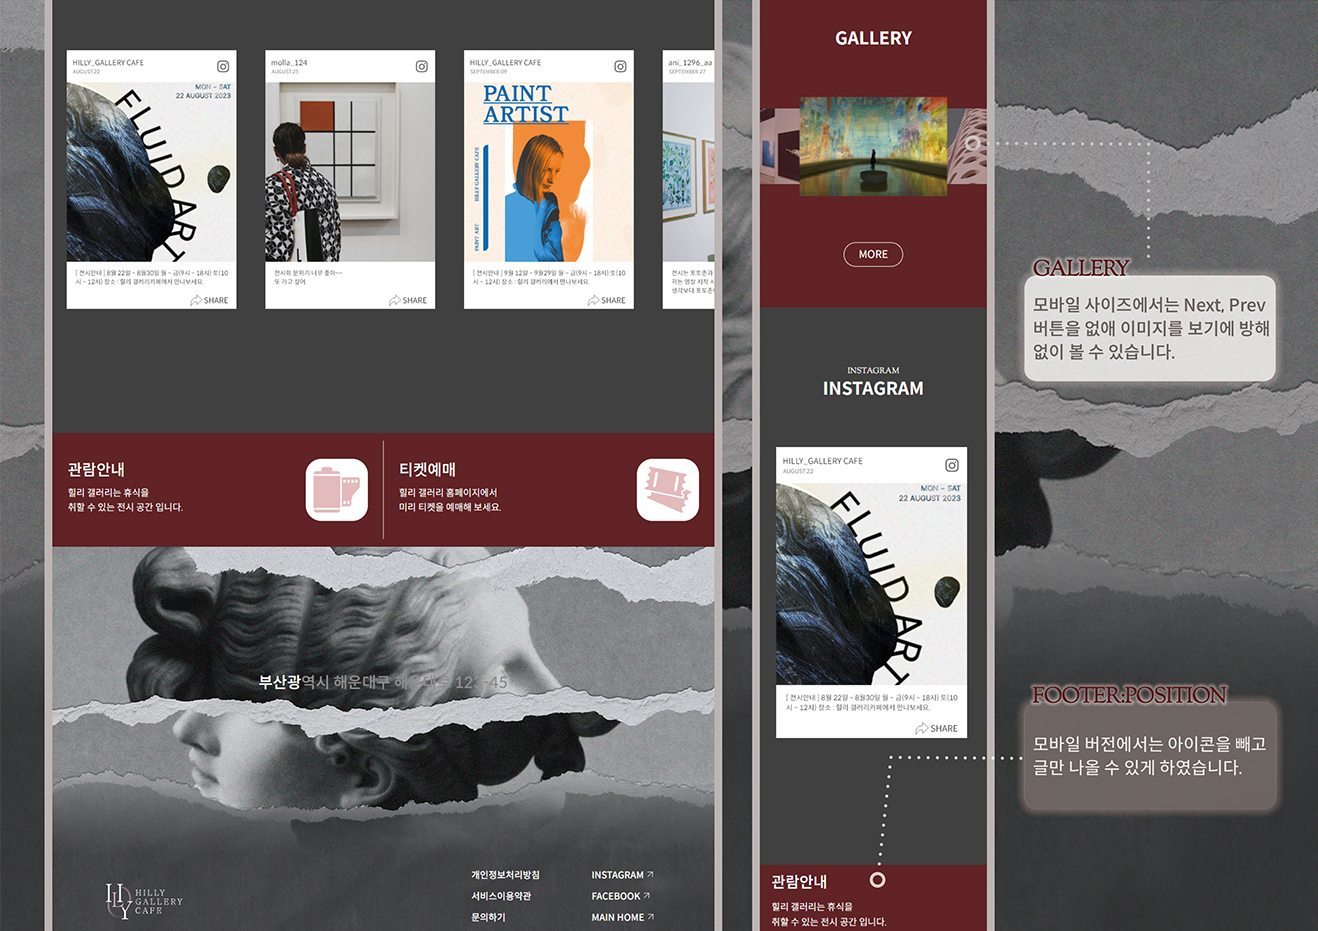 HILLY_GALLERY CAFE
AUGUST.22
MON – SAT
22 AUGUST 2023
FLUID ART
[ 전시안내 ] 8월 22일 ~ 8월30일 월 ~ 금(9시 ~ 18시) 토(10
시 ~ 12시) 장소 : 힐리 갤러리카페에서 만나보세요.
SHARE
molla_124
AUGUST.25
전시회 분위기 너무 좋아~~
또 가고 싶어
SHARE
HILLY_GALLERY CAFE
SEPTEMBER 09
PAINT
ARTIST
HILLY GALLERY CAFE
PAINT ART
[ 전시안내 ] 9월 12일 ~ 9월29일 월 ~ 금(9시 ~ 18시) 토(10
시 ~ 12시) 장소 : 힐리 갤러리에서 만나보세요.
SHARE
ani_1296_aa
SEPTEMBER 27
전시는 포토존과
저는 영상 시작 시
생각보다 포토존이
관람안내
힐리 갤러리는 휴식을
취할 수 있는 전시 공간 입니다.
티켓예매
힐리 갤러리 홈페이지에서
미리 티켓을 예매해 보세요.
부산광역시 해운대구 해운대로 123-45
HILLY
GALLERY
CAFE
개인정보처리방침
서비스이용약관
문의하기
INSTAGRAM
FACEBOOK
MAIN HOME
GALLERY
MORE
INSTAGRAM
INSTAGRAM
HILLY_GALLERY CAFE
AUGUST.22
MON – SAT
22 AUGUST 2023
FLUID ART
[ 전시안내 ] 8월 22일 ~ 8월30일 월 ~ 금(9시 ~ 18시) 토(10
시 ~ 12시) 장소 : 힐리 갤러리카페에서 만나보세요.
SHARE
관람안내
힐리 갤러리는 휴식을
취할 수 있는 전시 공간 입니다.
GALLERY
모바일 사이즈에서는 Next, Prev
버튼을 없애 이미지를 보기에 방해
없이 볼 수 있습니다.
FOOTER:POSITION
모바일 버전에서는 아이콘을 빼고
글만 나올 수 있게 하였습니다.